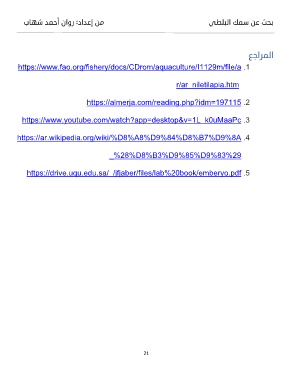 بحث عن سمك البلطي
من إعداد: روان أحمد شهاب
المراجع
1. https://www.fao.org/fishery/docs/CDrom/aquaculture/I1129m/file/a
r/ar_niletilapia.htm
2. https://almerja.com/reading.php?idm=197115
3. https://www.youtube.com/watch?app=desktop&v=1L_k0uMaaPc
4. https://ar.wikipedia.org/wiki/%D8%A8%D9%84%D8%B7%D9%8A
_%28%D8%B3%D9%85%D9%83%29
5. https://drive.uqu.edu.sa/_/ifjaber/files/lab%20book/emberyo.pdf
21